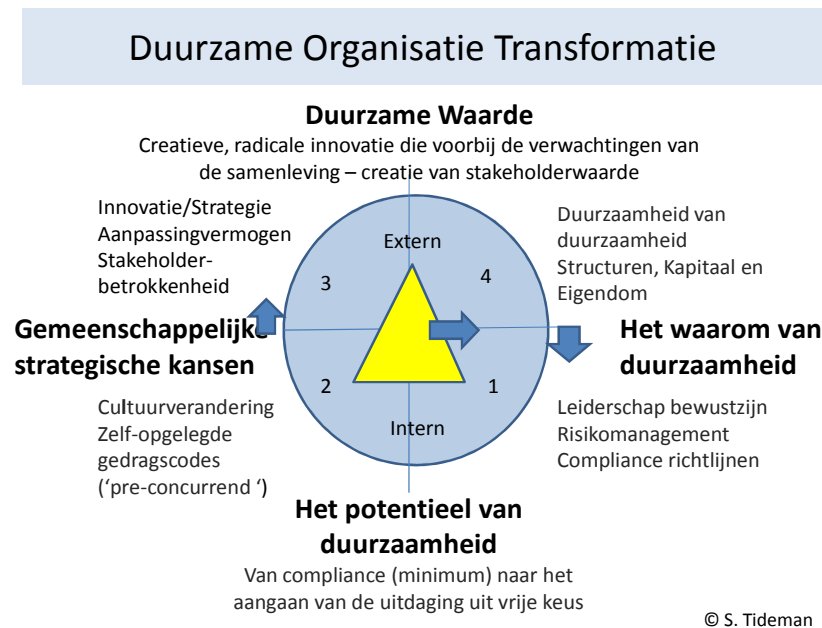 Duurzame Organisatie Transformatie
Duurzame Waarde
Creatieve, radicale innovatie die voorbij de verwachtingen van
de samenleving – creatie van stakeholderwaarde
Innovatie/Strategie
Aanpassingvermogen
Stakeholder-
betrokkenheid
Extern
3
4
Duurzaamheid van
duurzaamheid
Structuren, Kapitaal en
Eigendom
Gemeenschappelijke
strategische kansen
Het waarom van
duurzaamheid
2
1
Intern
Cultuurverandering
Zelf-opgelegde
gedragscodes
('pre-concurrend ')
Leiderschap bewustzijn
Risikomanagement
Compliance richtlijnen
Het potentieel van
duurzaamheid
Van compliance (minimum) naar het
aangaan van de uitdaging uit vrije keus
© S. Tideman